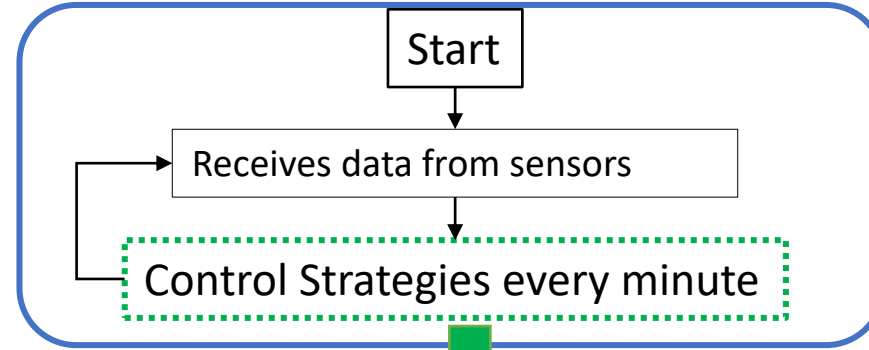 Start
Receives data from sensors
Control Strategies every minute